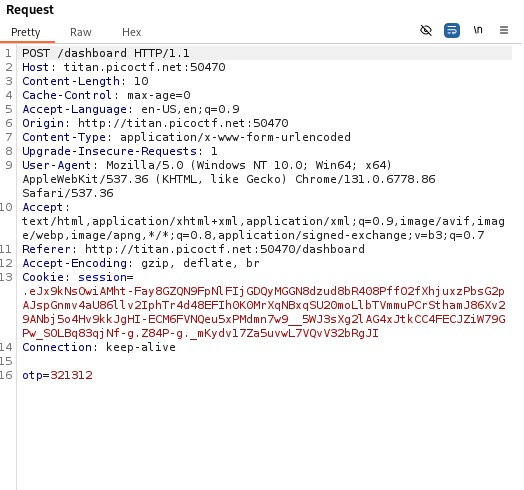 Request
Pretty Raw Hex
\n
1 POST /dashboard HTTP/1.1
2 Host: titan.picoctf.net:50470
3 Content-Length: 10
4 Cache-Control: max-age=0
5 Accept-Language: en-US,en;q=0.9
6 Origin: http://titan.picoctf.net:50470
7 Content-Type: application/x-www-form-urlencoded
8 Upgrade-Insecure-Requests: 1
9 User-Agent: Mozilla/5.0 (Windows NT 10.0; Win64; x64)
AppleWebKit/537.36 (KHTML, like Gecko) Chrome/131.0.6778.86
Safari/537.36
10 Accept:
text/html,application/xhtml+xml,application/xml;q=0.9,image/avif,imag
e/webp,image/apng,*/*;q=0.8,application/signed-exchange;v=b3;q=0.7
11 Referer: http://titan.picoctf.net:50470/dashboard
12 Accept-Encoding: gzip, deflate, br
13 Cookie: session=
.eJx9kNsOwiAMht-Fay8GZQN9FpNlFIjgDQyMGGN8dzud8bR408PffO2fXhjuxzPbsG2p
AJspGnmv4aU86llv2IphTr4d48EFIh0K0MrXqNBxqSU20moLlbTVmmuPCrSthamJ86Xv2
9ANbj5o4Hv9kkJgHI-ECM6FVNQeu5xPMdmn7w9__5WJ3sXg2lAG4xJtkCC4FECJZiW79G
Pw_SOLBq83qjNf-g.Z84P-g._mKydv17Za5uvwL7VQvV32bRgJI
14 Connection: keep-alive
15
16 otp=321312